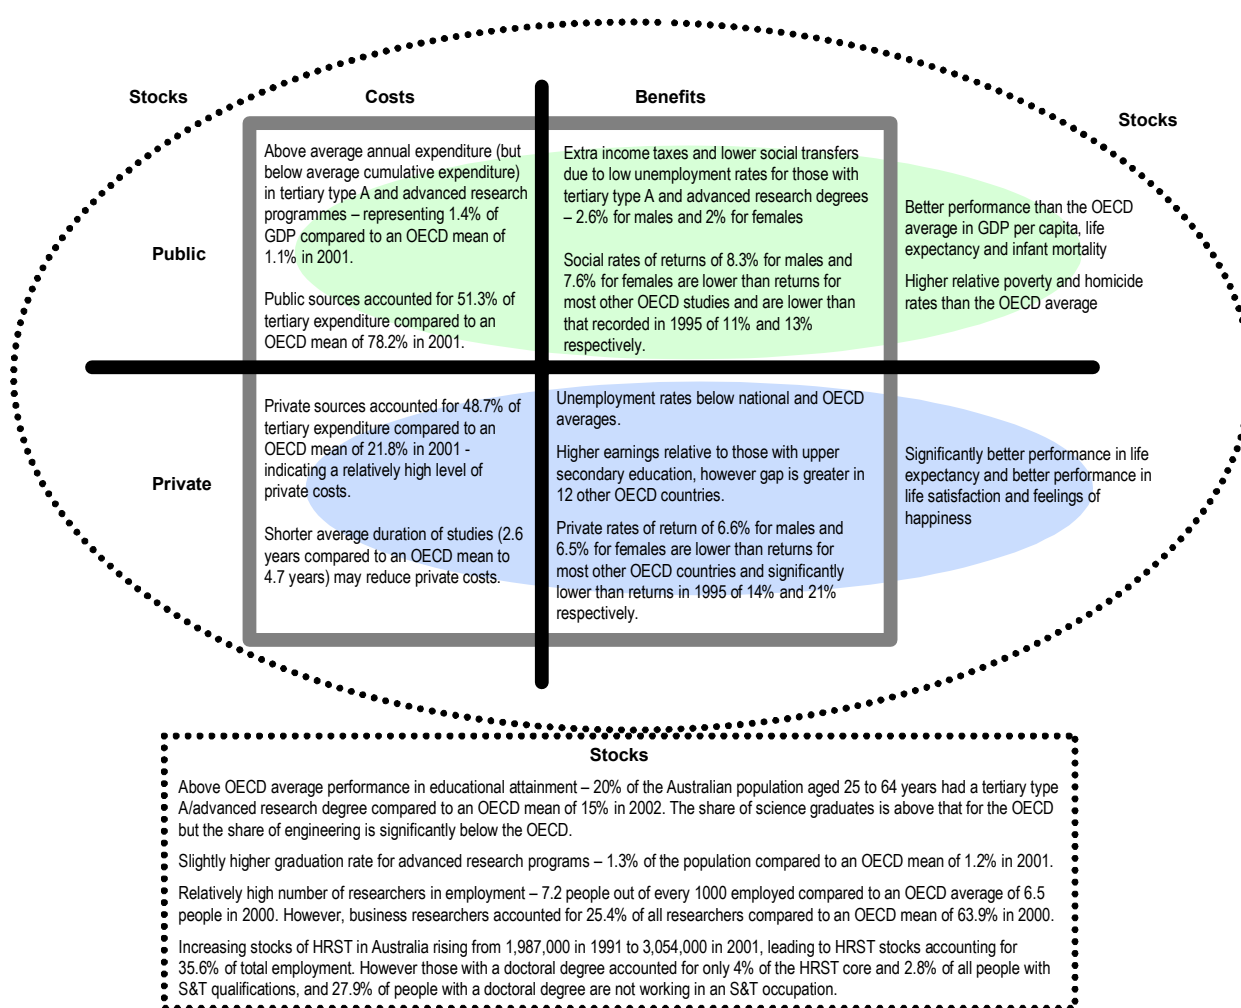 Stocks
Costs
Benefits
Stocks
Public
Above average annual expenditure (but
below average cumulative expenditure)
in tertiary type A and advanced research
programmes – representing 1.4% of
GDP compared to an OECD mean of
1.1% in 2001.
Public sources accounted for 51.3% of
tertiary expenditure compared to an
OECD mean of 78.2% in 2001.
Extra income taxes and lower social transfers
due to low unemployment rates for those with
tertiary type A and advanced research degrees
– 2.6% for males and 2% for females
Social rates of returns of 8.3% for males and
7.6% for females are lower than returns for
most other OECD studies and are lower than
that recorded in 1995 of 11% and 13%
respectively.
Better performance than the OECD
average in GDP per capita, life
expectancy and infant mortality
Higher relative poverty and homicide
rates than the OECD average
Private
Private sources accounted for 48.7% of
tertiary expenditure compared to an
OECD mean of 21.8% in 2001 -
indicating a relatively high level of
private costs.
Shorter average duration of studies (2.6
years compared to an OECD mean to
4.7 years) may reduce private costs.
Unemployment rates below national and OECD
averages.
Higher earnings relative to those with upper
secondary education, however gap is greater in
12 other OECD countries.
Private rates of return of 6.6% for males and
6.5% for females are lower than returns for
most other OECD countries and significantly
lower than returns in 1995 of 14% and 21%
respectively.
Significantly better performance in life
expectancy and better performance in
life satisfaction and feelings of
happiness
Stocks
Above OECD average performance in educational attainment – 20% of the Australian population aged 25 to 64 years had a tertiary type
A/advanced research degree compared to an OECD mean of 15% in 2002. The share of science graduates is above that for the OECD
but the share of engineering is significantly below the OECD.
Slightly higher graduation rate for advanced research programs – 1.3% of the population compared to an OECD mean of 1.2% in 2001.
Relatively high number of researchers in employment – 7.2 people out of every 1000 employed compared to an OECD average of 6.5
people in 2000. However, business researchers accounted for 25.4% of all researchers compared to an OECD mean of 63.9% in 2000.
Increasing stocks of HRST in Australia rising from 1,987,000 in 1991 to 3,054,000 in 2001, leading to HRST stocks accounting for
35.6% of total employment. However those with a doctoral degree accounted for only 4% of the HRST core and 2.8% of all people with
S&T qualifications, and 27.9% of people with a doctoral degree are not working in an S&T occupation.